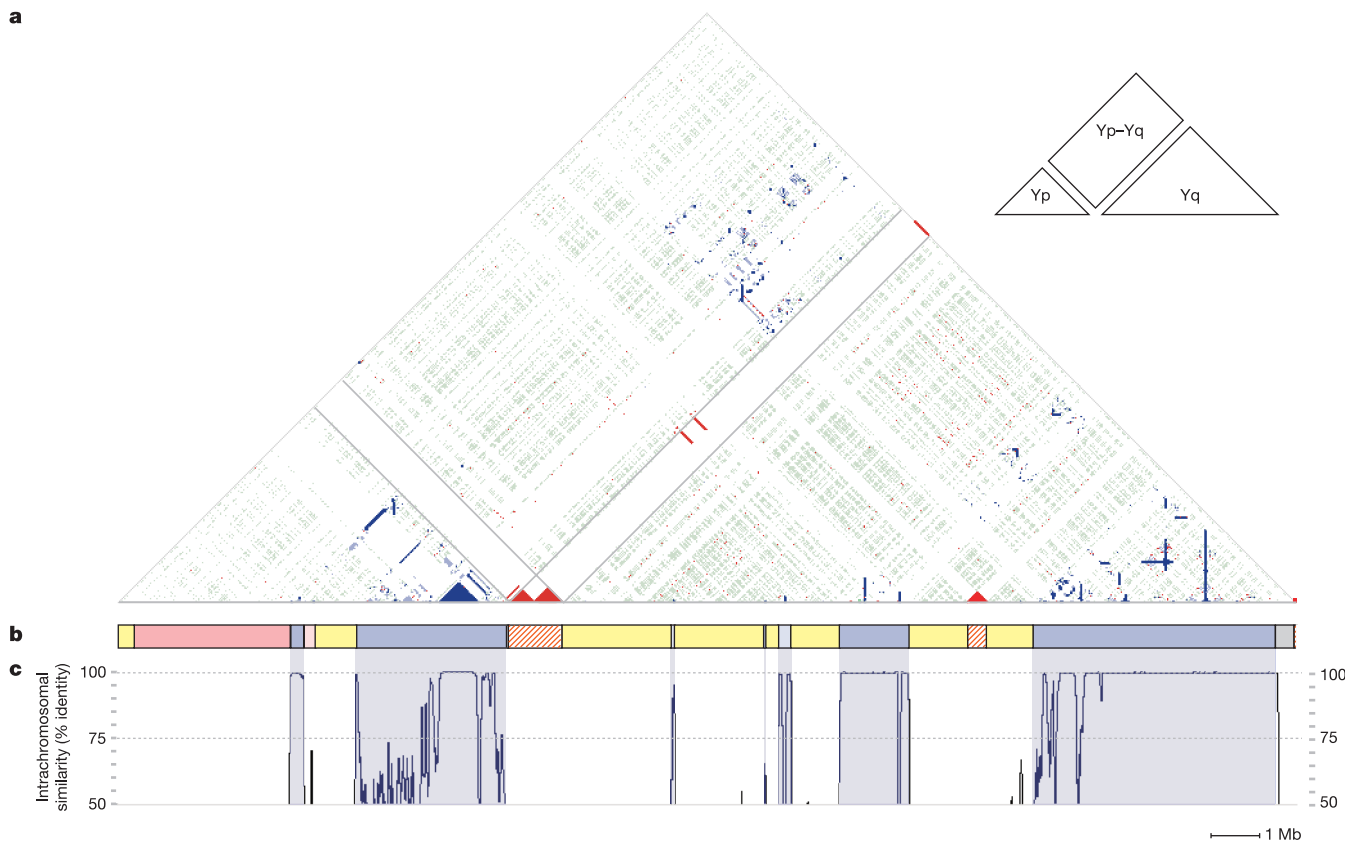 a
Yp–Yq
Yp
Yq
b
c
100
75
50
Intrachromosomal
similarity (% identity)
100
75
50
1 Mb